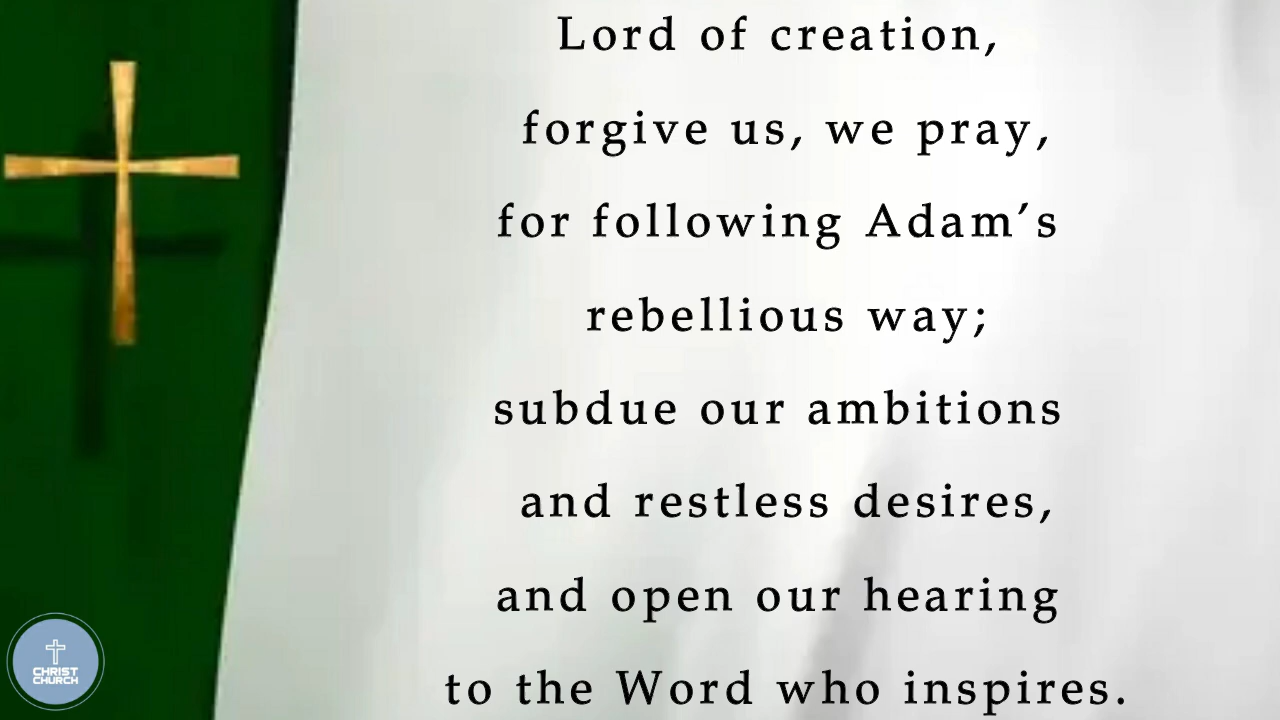 Lord of creation,
forgive us, we pray,
for following Adam’s
rebellious way;
subdue our ambitions
and restless desires,
and open our hearing
to the Word who inspires.
CHRIST
CHURCH